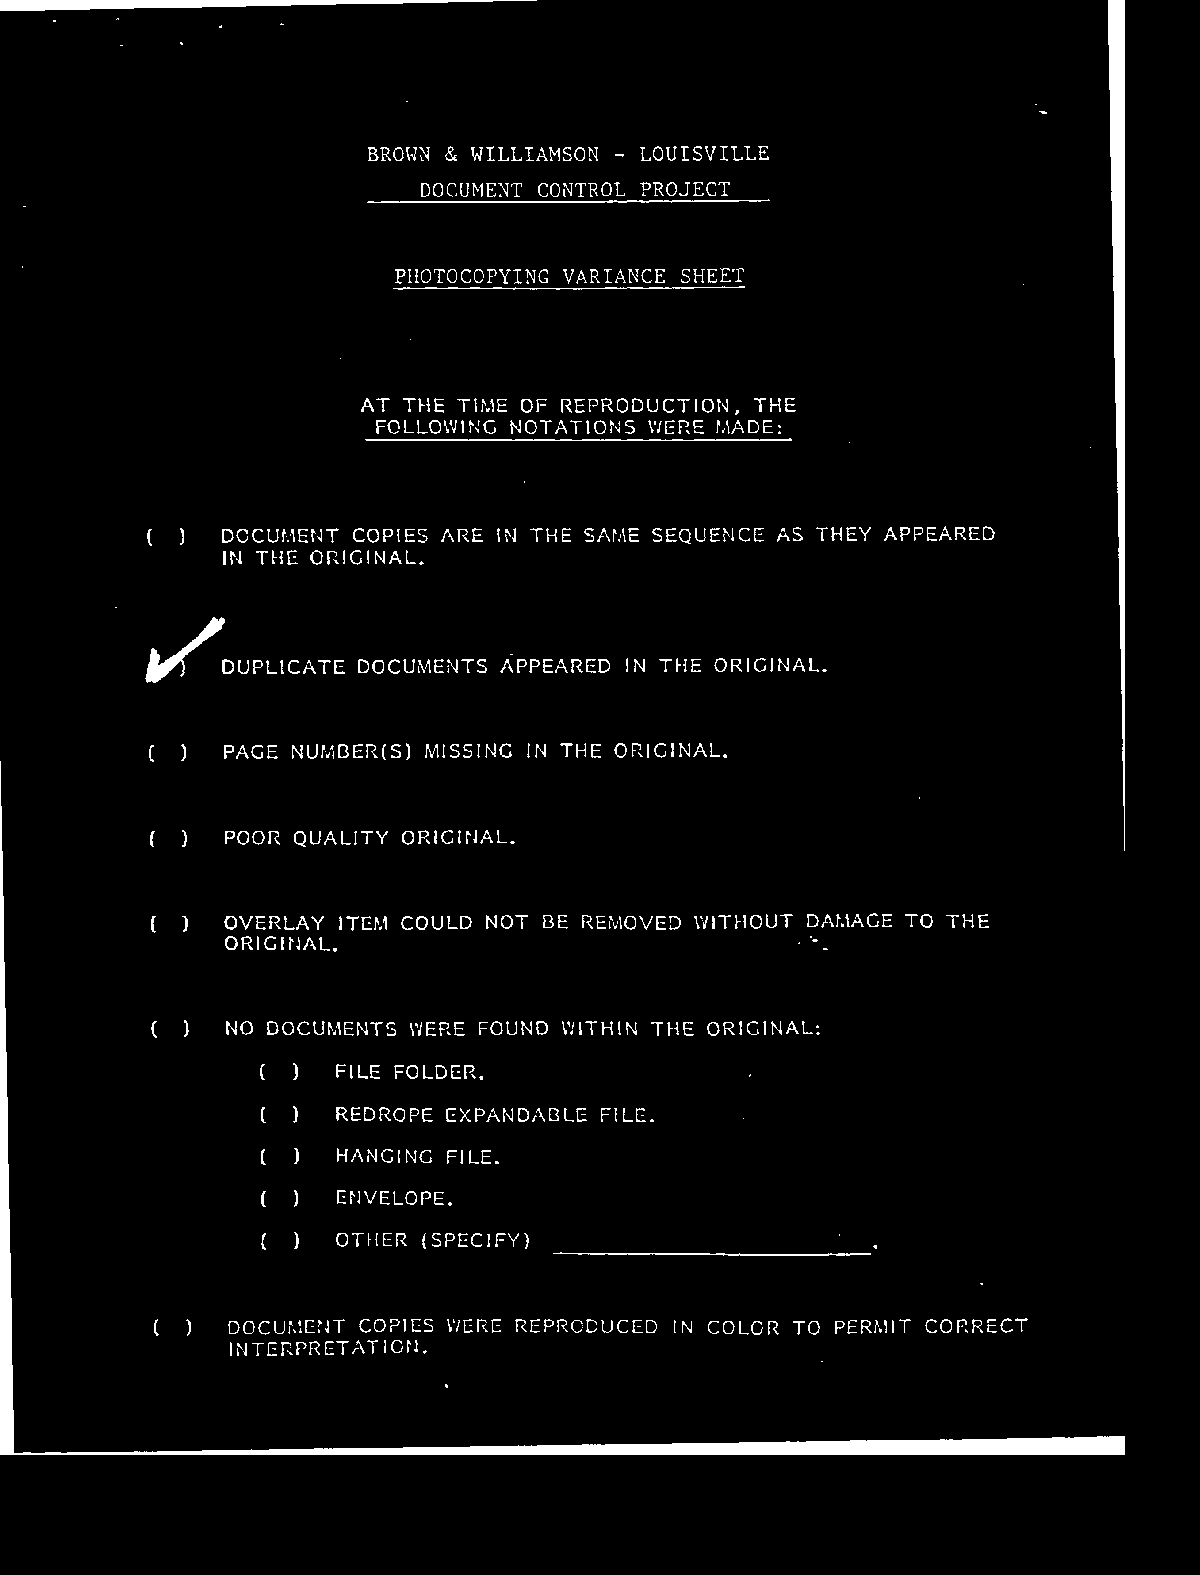 BROWN & WILLIAMSON - LOUISVILLE
DOCUMENT CONTROL PROJECT
PHOTOCOPYING VARIANCE SHEET
AT THE TIME OF REPRODUCTION, THE
FOLLOWING NOTATIONS WERE MADE:
( ) DOCUMENT COPIES ARE IN THE SAME SEQUENCE AS THEY APPEARED
IN THE ORIGINAL.
✓) DUPLICATE DOCUMENTS APPEARED IN THE ORIGINAL.
( ) PAGE NUMBER(S) MISSING IN THE ORIGINAL.
( ) POOR QUALITY ORIGINAL.
( ) OVERLAY ITEM COULD NOT BE REMOVED WITHOUT DAMAGE TO THE
ORIGINAL.
( ) NO DOCUMENTS WERE FOUND WITHIN THE ORIGINAL:
( ) FILE FOLDER.
( ) REDROPE EXPANDABLE FILE.
( ) HANGING FILE.
( ) ENVELOPE.
( ) OTHER (SPECIFY) ____________________.
( ) DOCUMENT COPIES WERE REPRODUCED IN COLOR TO PERMIT CORRECT
INTERPRETATION.